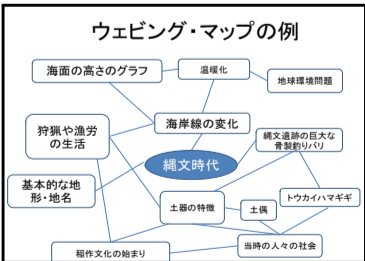 ウェビング・マップの例
海面の高さのグラフ
温暖化
地球環境問題
海岸線の変化
狩猟や漁労
の生活
縄文遺跡の巨大な
骨製釣りバリ
縄文時代
基本的な地
形・地名
土器の特徴
土偶
トウカイハマギギ
稲作文化の始まり
当時の人々の社会